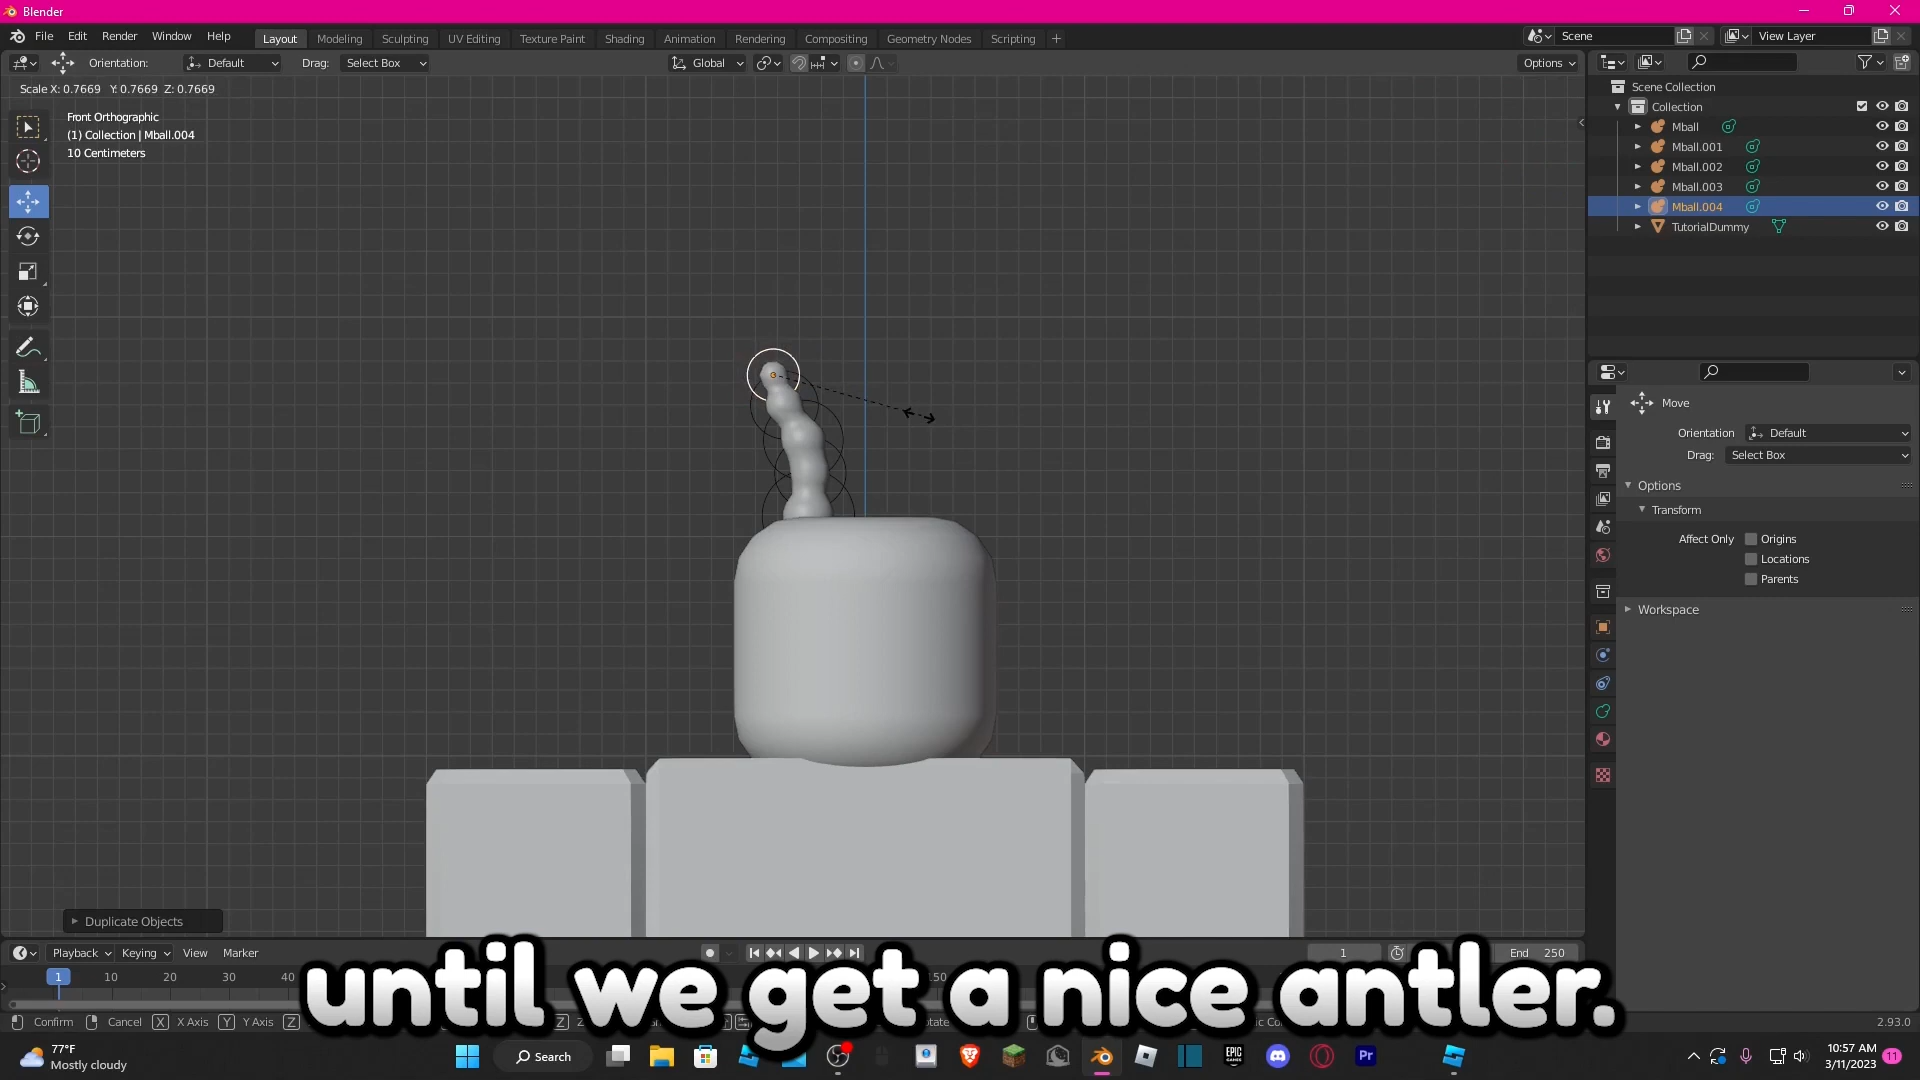 Blender
File Edit Render Window Help
Layout Modeling Sculpting UV Editing Texture Paint Shading Animation Rendering Compositing Geometry Nodes Scripting
Scene
View Layer
Orientation: Default Drag: Select Box
Global
Options
Scale X: 0.7669 Y: 0.7669 Z: 0.7669
Front Orthographic
(1) Collection | Mball.004
10 Centimeters
Scene Collection
Collection
Mball
Mball.001
Mball.002
Mball.003
Mball.004
TutorialDummy
Move
Orientation Default
Drag: Select Box
Options
Transform
Affect Only Origins
Locations
Parents
Workspace
Duplicate Objects
Playback Keying View Marker
1
End 250
1 10 20 30 40
150
until we get a nice antler.
Confirm Cancel X X Axis Y Y Axis Z
Z
2.93.0
77°F
Mostly cloudy
Search
EPIC GAMES
Pr
10:57 AM
3/11/2023
11